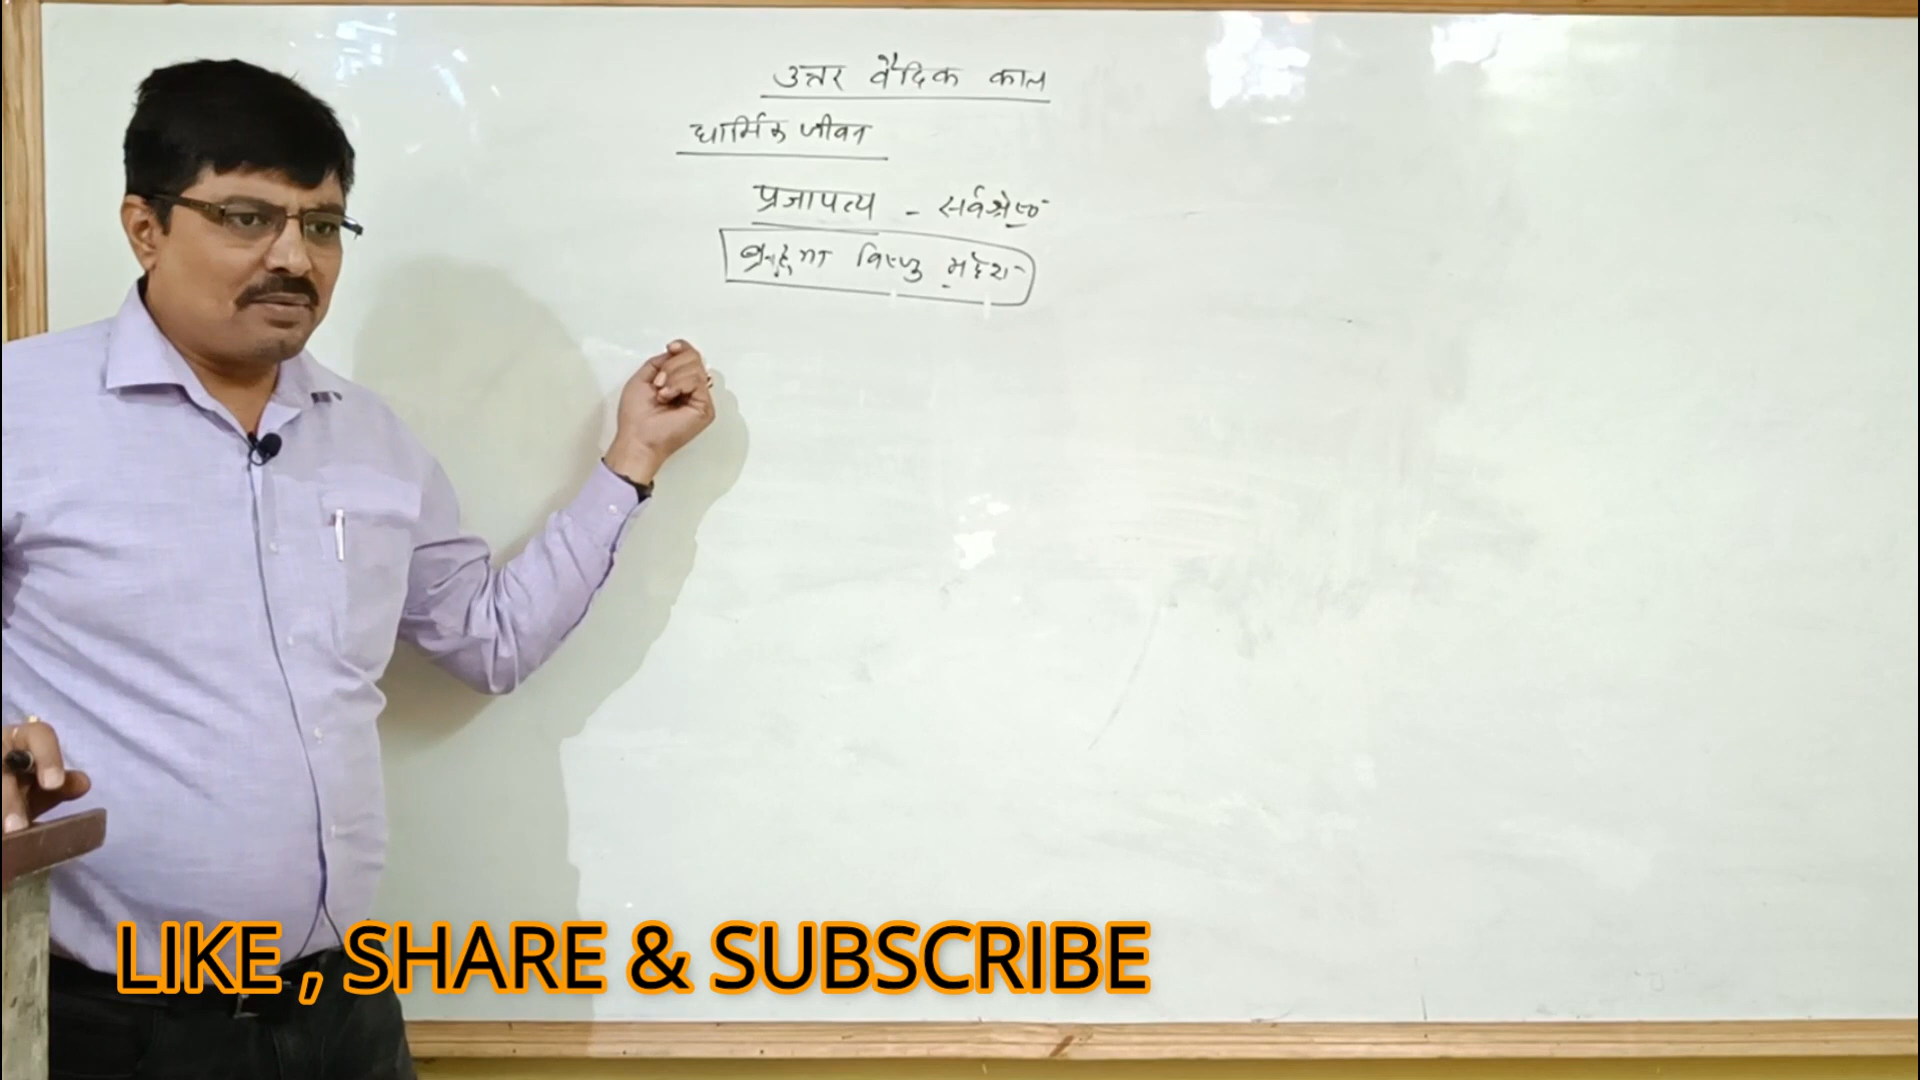 उत्तर वैदिक काल
धार्मिक जीवन
प्रजापत्य - सर्वश्रेष्ठ
ब्रह्मा विष्णु महेश
LIKE , SHARE & SUBSCRIBE